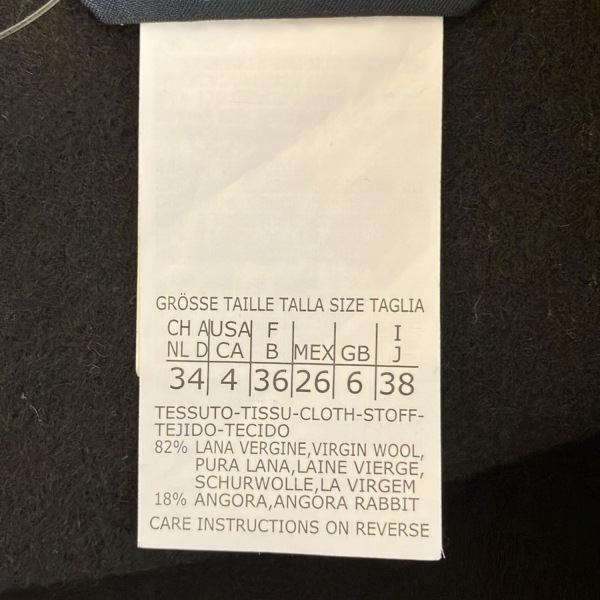 GRÖSSE TAILLE TALLA SIZE TAGLIA
CH A USA F I
NL D CA B MEX GB J
34 4 36 26 6 38
TESSUTO-TISSU-CLOTH-STOFF-
TEJIDO-TECIDO
82% LANA VERGINE,VIRGIN WOOL,
PURA LANA,LAINE VIERGE,
SCHURWOLLE,LA VIRGEM
18% ANGORA,ANGORA RABBIT
CARE INSTRUCTIONS ON REVERSE